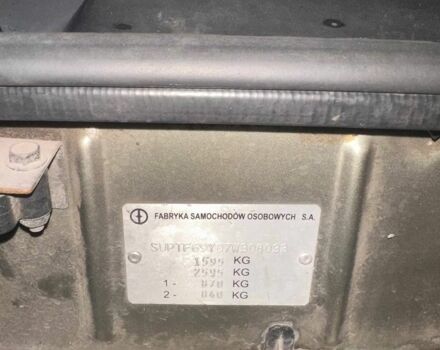 FABRYKA SAMOCHODÓW OSOBOWYCH S.A.
1595 KG
2595 KG
1 - 870 KG
2 - 860 KG